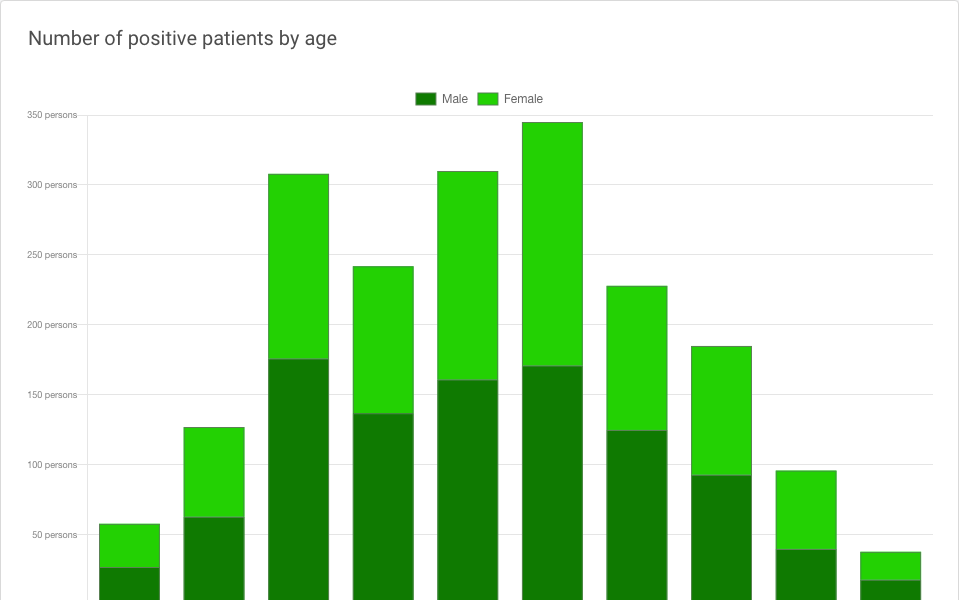 Number of positive patients by age
Male Female
350 persons
300 persons
250 persons
200 persons
150 persons
100 persons
50 persons